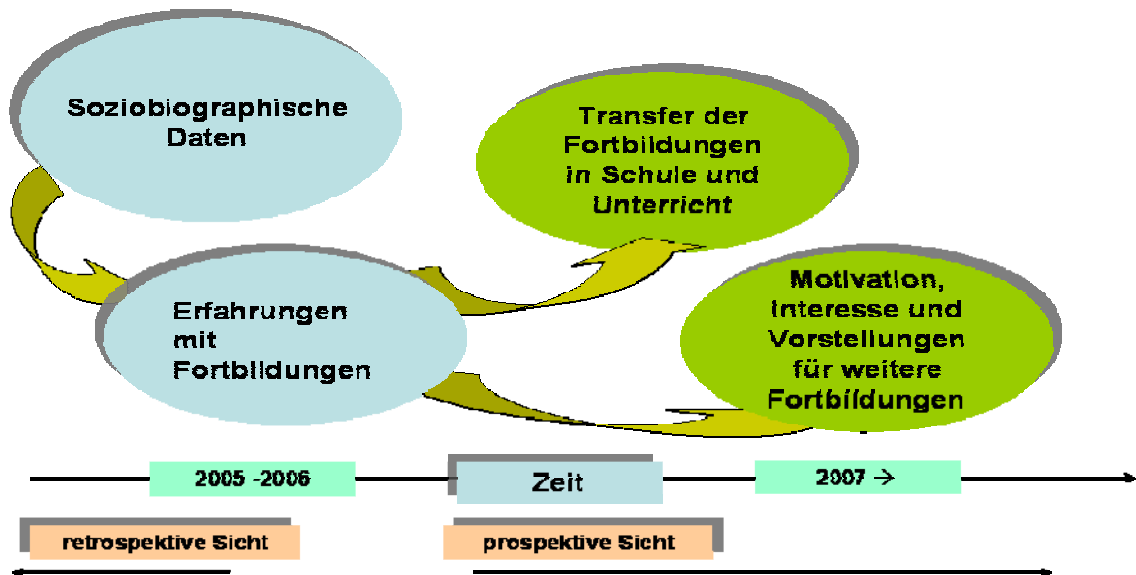 Soziobiographische
Daten
Transfer der
Fortbildungen
in Schule und
Unterricht
Erfahrungen
mit
Fortbildungen
Motivation,
Interesse und
Vorstellungen
für weitere
Fortbildungen
2005 -2006
Zeit
2007 →
retrospektive Sicht
prospektive Sicht